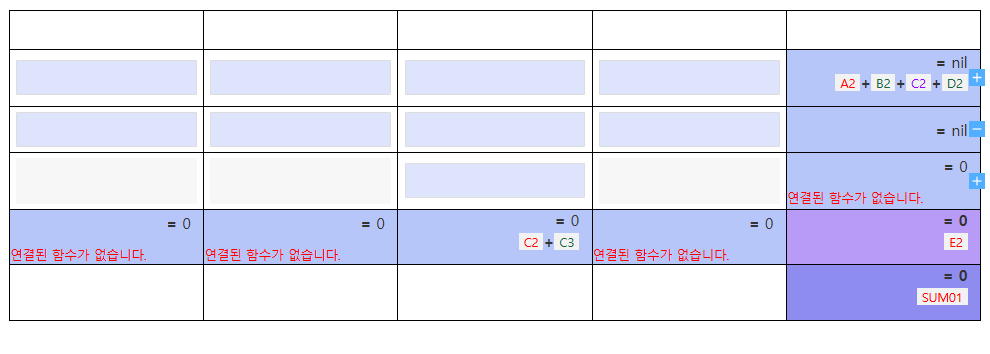 = nil
A2 + B2 + C2 + D2
= nil
= 0
연결된 함수가 없습니다.
= 0
연결된 함수가 없습니다.
= 0
연결된 함수가 없습니다.
= 0
C2 + C3
= 0
연결된 함수가 없습니다.
= 0
E2
= 0
SUM01